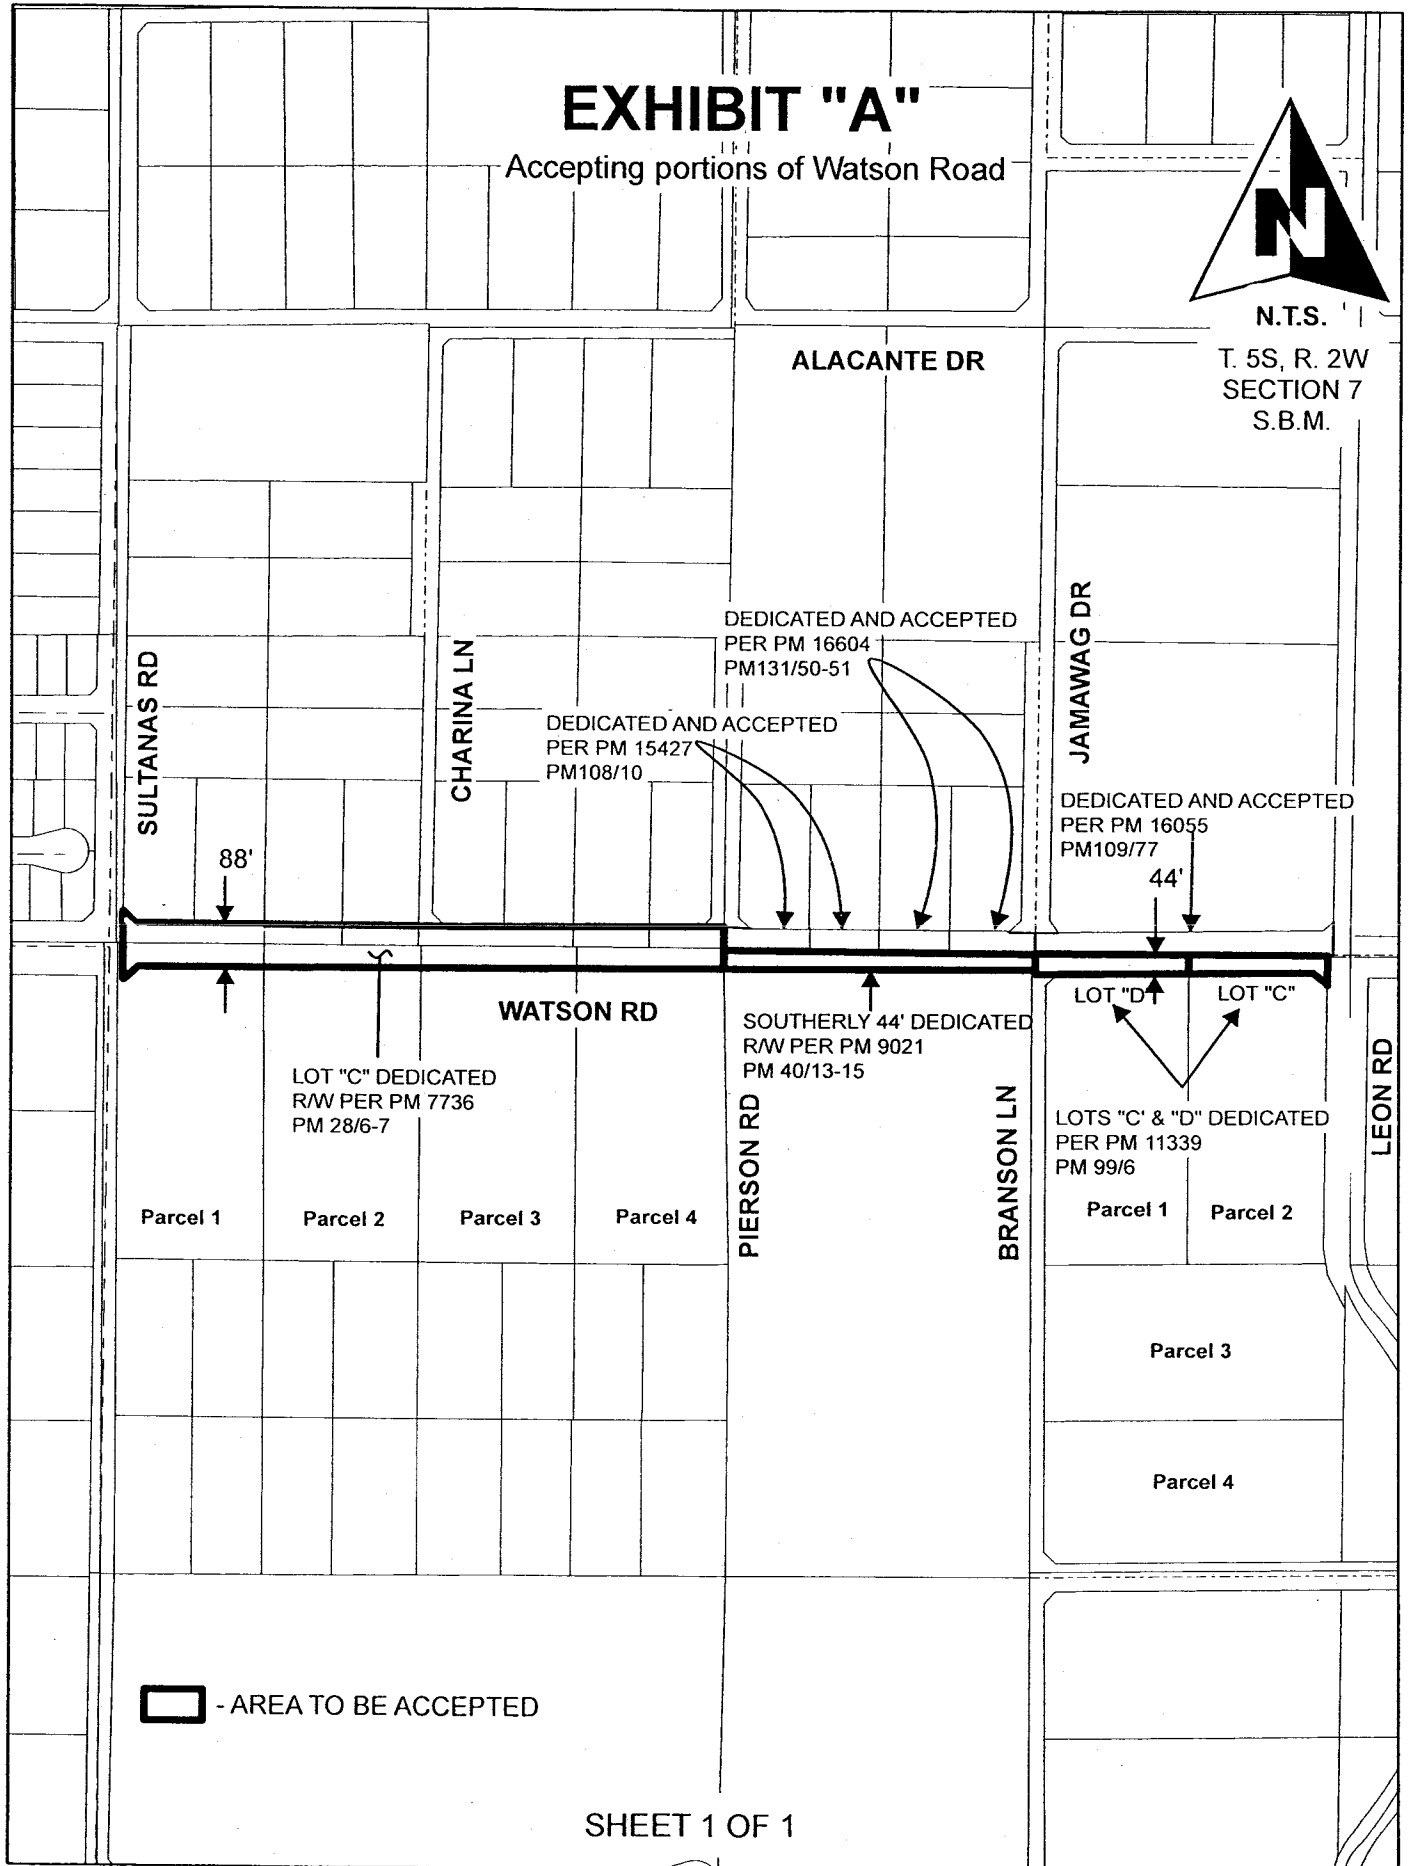 EXHIBIT "A"
Accepting portions of Watson Road
N
N.T.S.
T. 5S, R. 2W
SECTION 7
S.B.M.
ALACANTE DR
DEDICATED AND ACCEPTED
PER PM 16604
PM131/50-51
SULTANAS RD
CHARINA LN
JAMAWAG DR
DEDICATED AND ACCEPTED
PER PM 15427
PM108/10
DEDICATED AND ACCEPTED
PER PM 16055
PM109/77
88'
44'
WATSON RD
LOT "D"
LOT "C"
SOUTHERLY 44' DEDICATED
R/W PER PM 9021
PM 40/13-15
LOT "C" DEDICATED
R/W PER PM 7736
PM 28/6-7
PIERSON RD
BRANSON LN
LEON RD
LOTS "C' & "D" DEDICATED
PER PM 11339
PM 99/6
Parcel 1
Parcel 2
Parcel 3
Parcel 4
Parcel 1
Parcel 2
Parcel 3
Parcel 4
- AREA TO BE ACCEPTED
SHEET 1 OF 1